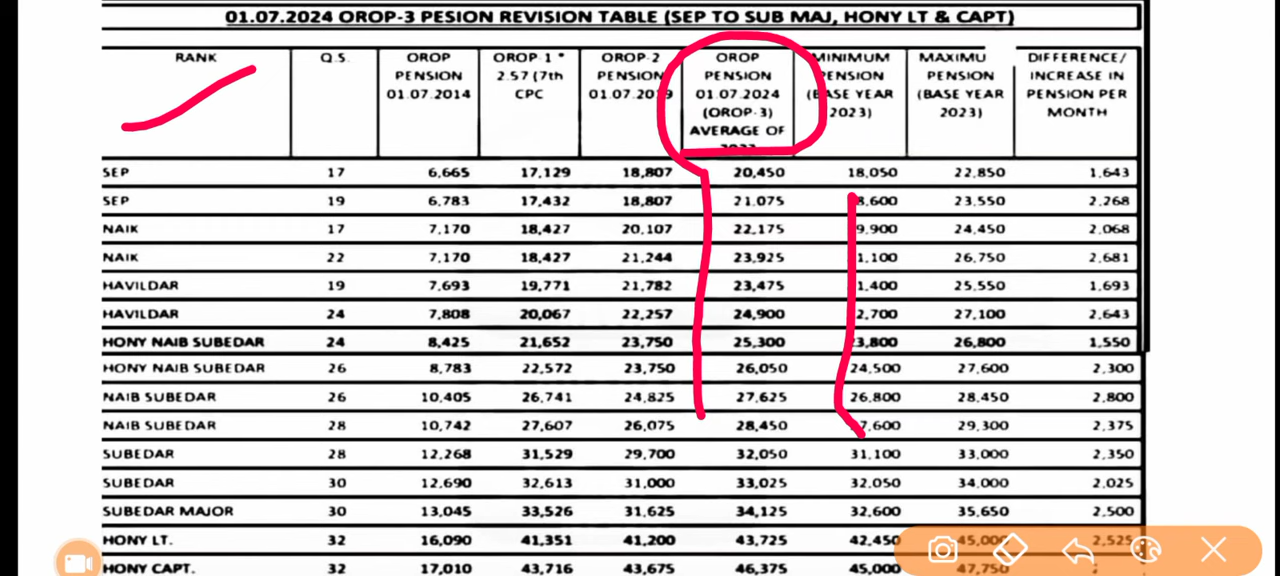 01.07.2024 OROP-3 PESION REVISION TABLE (SEP TO SUB MAJ, HONY LT & CAPT)
RANK Q.S. OROP PENSION 01.07.2014 OROP-1 * 2.57 (7th CPC OROP-2 PENSION OROP PENSION 01.07.2024 (OROP-3) AVERAGE OF MINIMUM PENSION (BASE YEAR 2023) MAXIMU PENSION (BASE YEAR 2023) DIFFERENCE/ INCREASE IN PENSION PER MONTH
SEP 17 6,665 17,129 18,807 20,450 18,050 22,850 1,643
SEP 19 6,783 17,432 18,807 21,075 8,600 23,550 2,268
NAIK 17 7,170 18,427 20,107 22,175 9,900 24,450 2,068
NAIK 22 7,170 18,427 21,244 23,925 1,100 26,750 2,681
HAVILDAR 19 7,693 19,771 21,782 23,475 1,400 25,550 1,693
HAVILDAR 24 7,808 20,067 22,257 24,900 2,700 27,100 2,643
HONY NAIB SUBEDAR 24 8,425 21,652 23,750 25,300 3,800 26,800 1,550
HONY NAIB SUBEDAR 26 8,783 22,572 23,750 26,050 24,500 27,600 2,300
NAIB SUBEDAR 26 10,405 26,741 24,825 27,625 26,800 28,450 2,800
NAIB SUBEDAR 28 10,742 27,607 26,075 28,450 7,600 29,300 2,375
SUBEDAR 28 12,268 31,529 29,700 32,050 31,100 33,000 2,350
SUBEDAR 30 12,690 32,613 31,000 33,025 32,050 34,000 2,025
SUBEDAR MAJOR 30 13,045 33,526 31,625 34,125 32,600 35,650 2,500
HONY LT. 32 16,090 41,351 41,200 43,725 42,450 45,000 2,525
HONY CAPT. 32 17,010 43,716 43,675 46,375 45,000 47,750